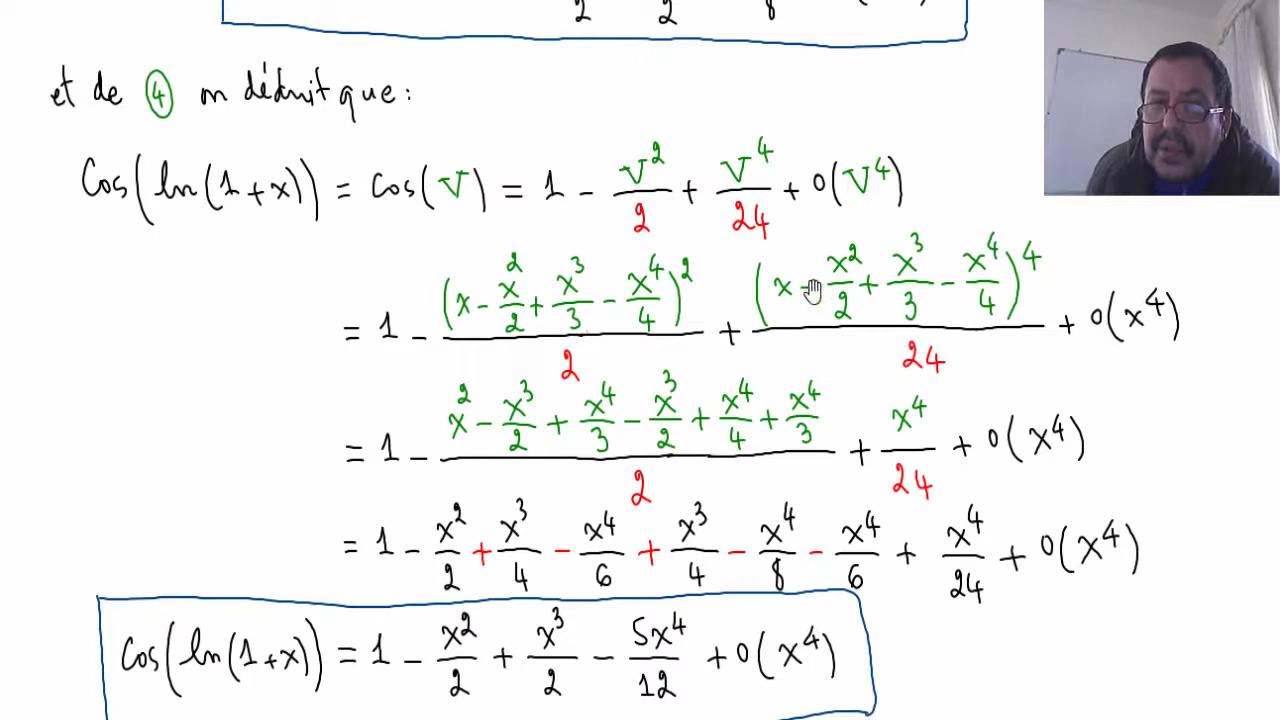 2 2 8
et de ④ on déduit que :
Cos(ln(1+x)) = Cos(V) = 1 - V²/2 + V⁴/24 + o(V⁴)
= 1 - (x - x²/2 + x³/3 - x⁴/4)²/2 + (x - x²/2 + x³/3 - x⁴/4)⁴/24 + o(x⁴)
= 1 - (x² - x³/2 + x⁴/3 - x³/2 + x⁴/4 + x⁴/3)/2 + x⁴/24 + o(x⁴)
= 1 - x²/2 + x³/4 - x⁴/6 + x³/4 - x⁴/8 - x⁴/6 + x⁴/24 + o(x⁴)
Cos(ln(1+x)) = 1 - x²/2 + x³/2 - 5x⁴/12 + o(x⁴)